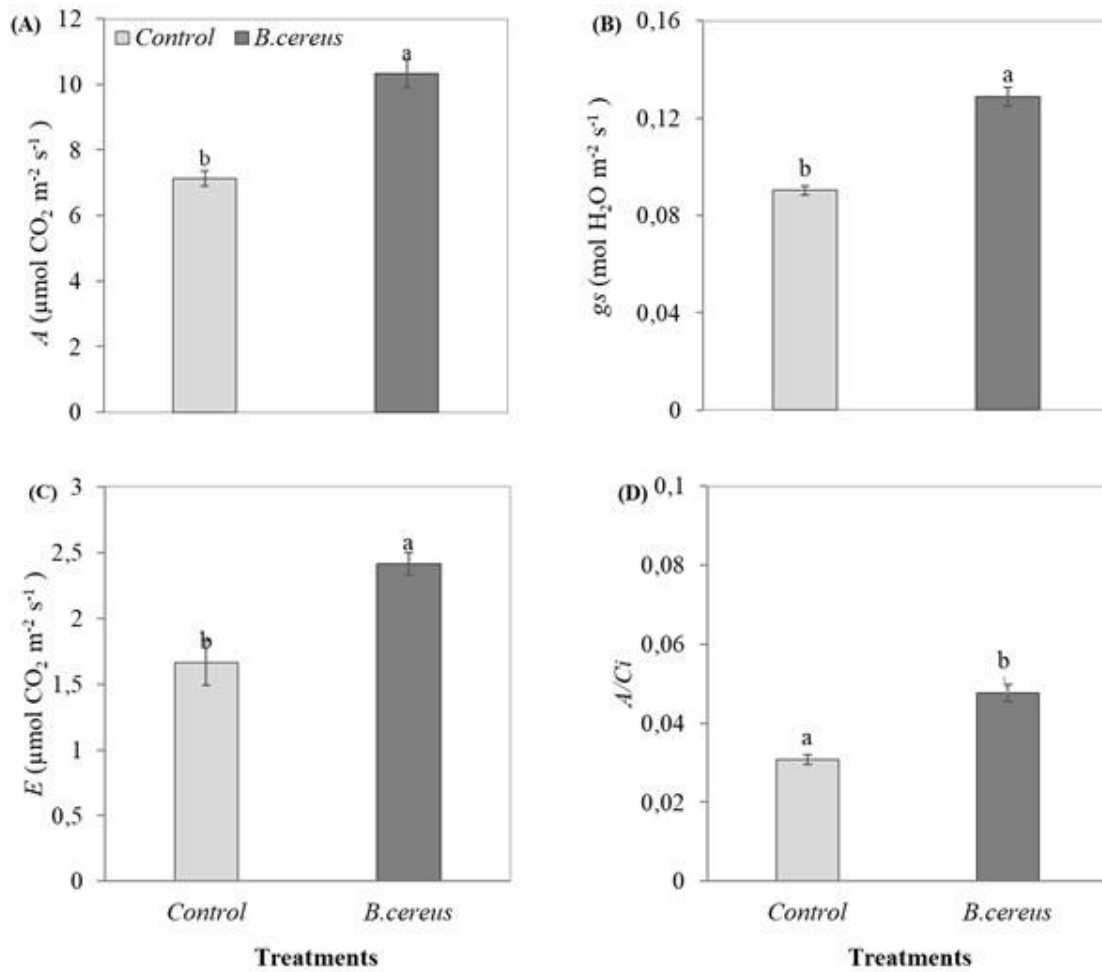 (A)
12
10
8
6
4
2
0
A (µmol CO₂ m⁻² s⁻¹)
Control B.cereus
b
a
(B)
0,16
0,12
0,08
0,04
0
gs (mol H₂O m⁻² s⁻¹)
b
a
(C)
3
2,5
2
1,5
1
0,5
0
E (µmol CO₂ m⁻² s⁻¹)
b
a
Control B.cereus
Treatments
(D)
0,1
0,08
0,06
0,04
0,02
0
A/Ci
a
b
Control B.cereus
Treatments